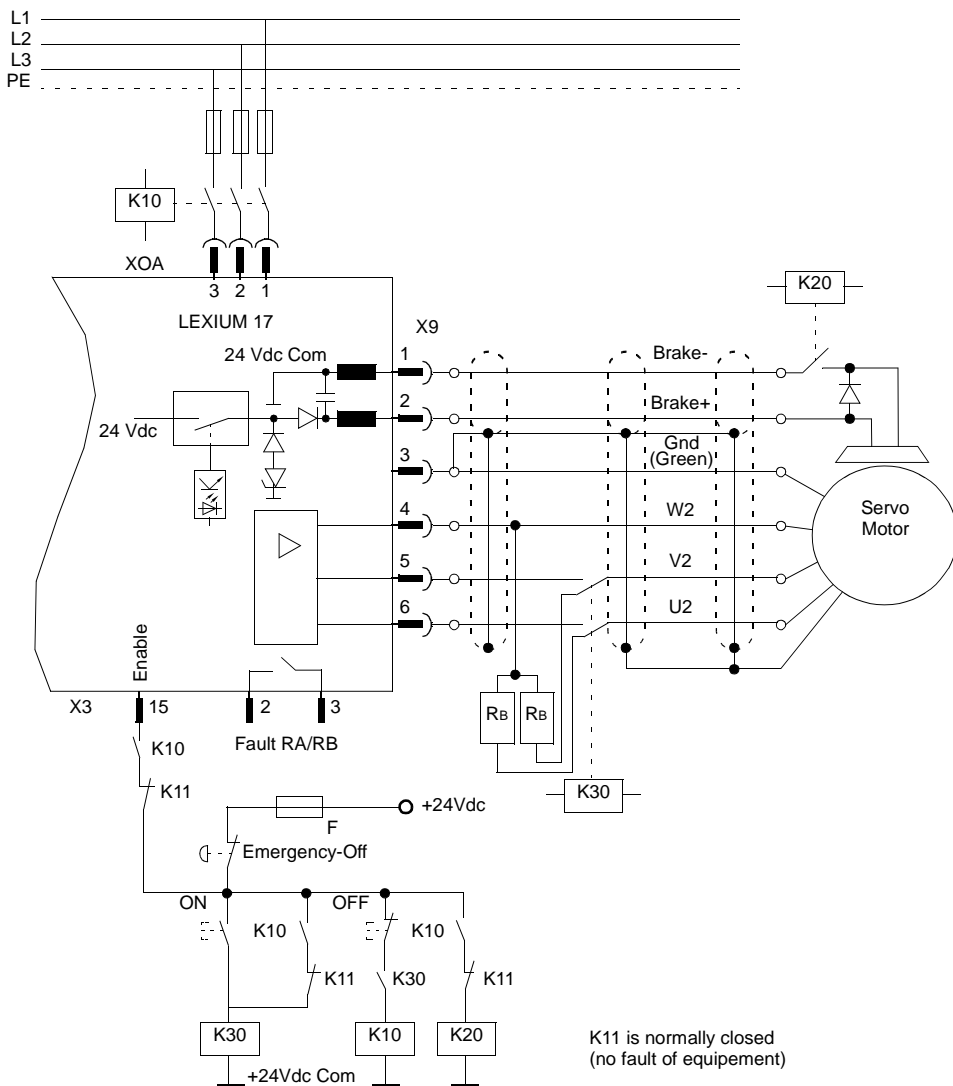 L1
L2
L3
PE
K10
XOA
3 2 1
LEXIUM 17
K20
X9
24 Vdc Com
1
Brake-
2
Brake+
24 Vdc
3
Gnd
(Green)
4
W2
Servo
Motor
5
V2
6
U2
Enable
X3
15
2
3
RB
RB
Fault RA/RB
K10
K11
K30
+24Vdc
F
Emergency-Off
ON
OFF
K10
K10
K11
K30
K11
K30
K10
K20
K11 is normally closed
(no fault of equipement)
+24Vdc Com